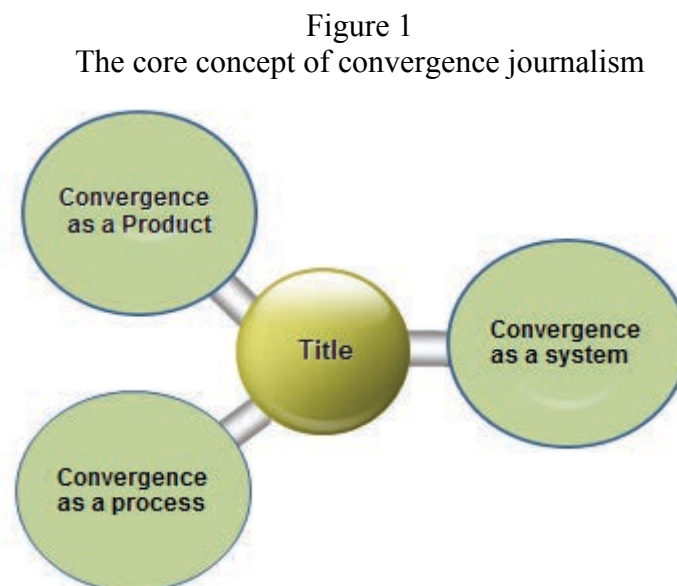 Figure 1
The core concept of convergence journalism
Convergence
as a Product
Title
Convergence
as a system
Convergence
as a process